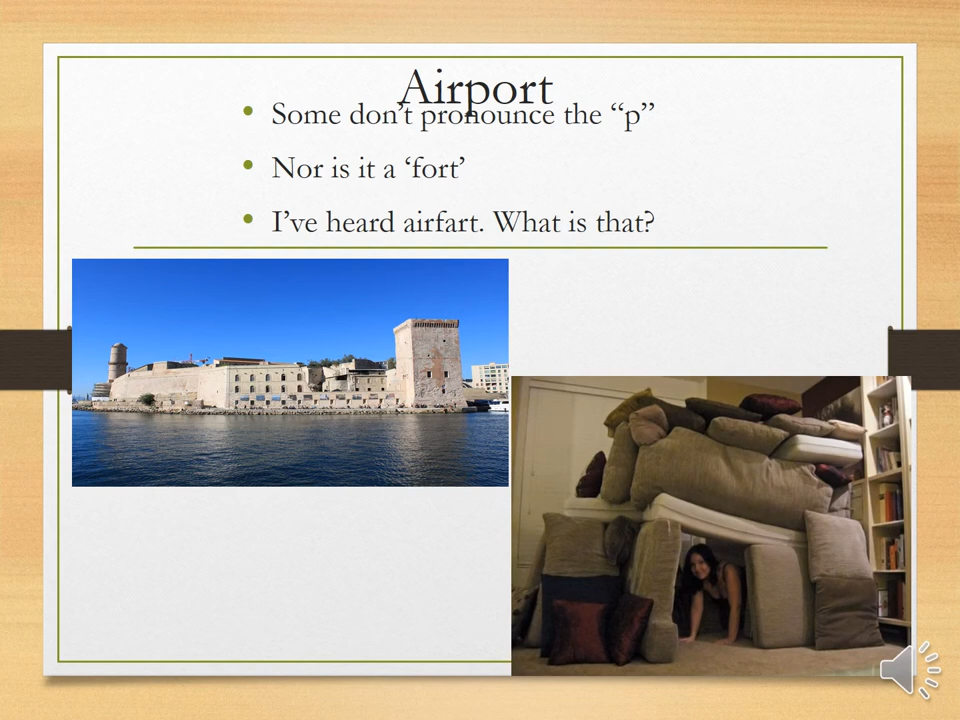 Airport
• Some don’t pronounce the “p”
• Nor is it a ‘fort’
• I’ve heard airfart. What is that?